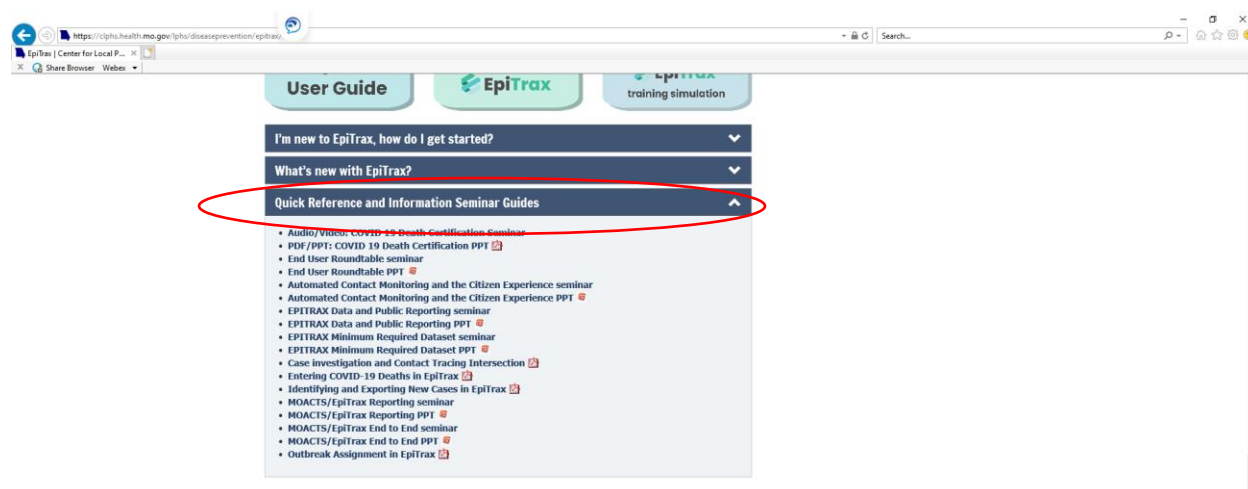 https://clphs.health.mo.gov/lphs/diseaseprevention/epitrax/
Search...
EpiTrax | Center for Local P...
Share Browser Webex
User Guide
EpiTrax
EpiTrax
training simulation
I'm new to EpiTrax, how do I get started?
What's new with EpiTrax?
Quick Reference and Information Seminar Guides
• Audio/Video: COVID 19 Death Certification Seminar
• PDF/PPT: COVID 19 Death Certification PPT
• End User Roundtable seminar
• End User Roundtable PPT
• Automated Contact Monitoring and the Citizen Experience seminar
• Automated Contact Monitoring and the Citizen Experience PPT
• EPITRAX Data and Public Reporting seminar
• EPITRAX Data and Public Reporting PPT
• EPITRAX Minimum Required Dataset seminar
• EPITRAX Minimum Required Dataset PPT
• Case investigation and Contact Tracing Intersection
• Entering COVID-19 Deaths in EpiTrax
• Identifying and Exporting New Cases in EpiTrax
• MOACTS/EpiTrax Reporting seminar
• MOACTS/EpiTrax Reporting PPT
• MOACTS/EpiTrax End to End seminar
• MOACTS/EpiTrax End to End PPT
• Outbreak Assignment in EpiTrax